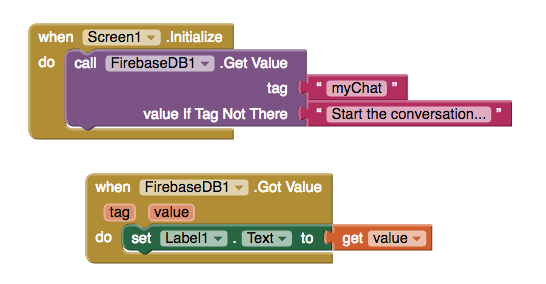 when Screen1 .Initialize
do call FirebaseDB1 .Get Value
tag " myChat "
value If Tag Not There " Start the conversation... "
when FirebaseDB1 .Got Value
tag value
do set Label1 . Text to get value